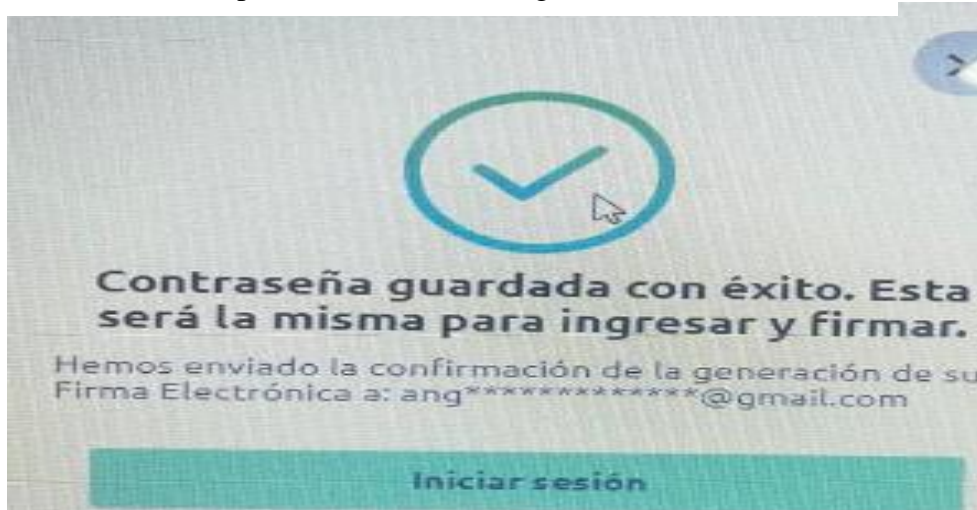 Contraseña guardada con éxito. Esta
será la misma para ingresar y firmar.
Hemos enviado la confirmación de la generación de su
Firma Electrónica a: ang*************@gmail.com
Iniciar sesión